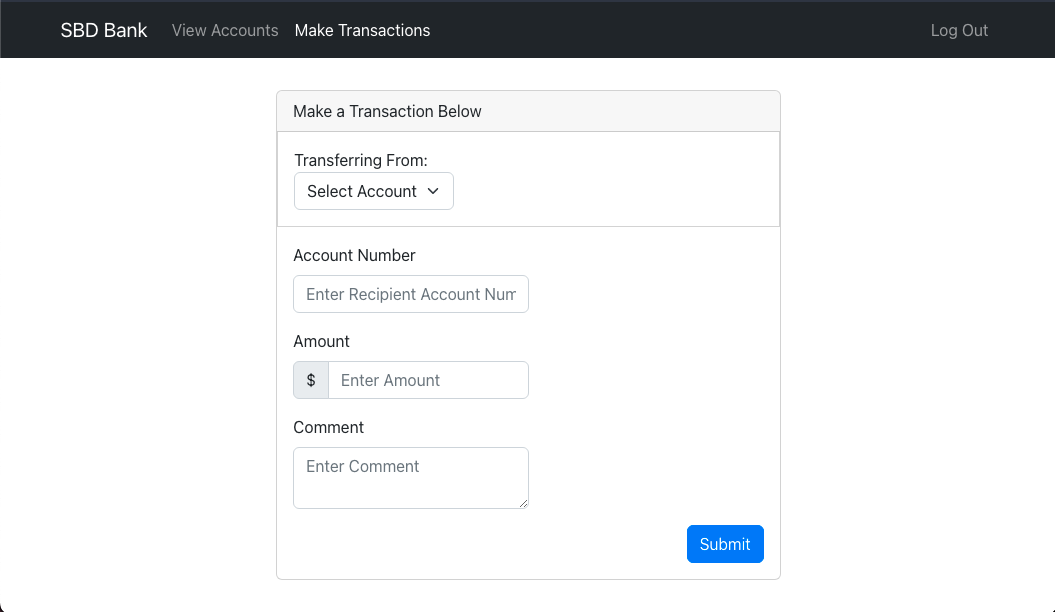 SBD Bank View Accounts Make Transactions Log Out
Make a Transaction Below
Transferring From:
Select Account
Account Number
Enter Recipient Account Num
Amount
$ Enter Amount
Comment
Enter Comment
Submit